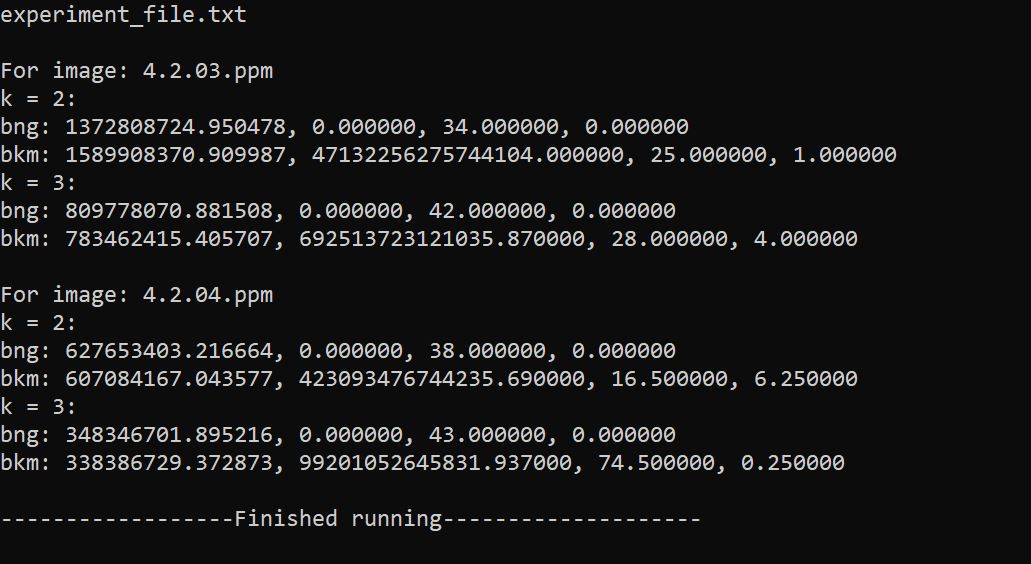 experiment_file.txt
For image: 4.2.03.ppm
k = 2:
bng: 1372808724.950478, 0.000000, 34.000000, 0.000000
bkm: 1589908370.909987, 47132256275744104.000000, 25.000000, 1.000000
k = 3:
bng: 809778070.881508, 0.000000, 42.000000, 0.000000
bkm: 783462415.405707, 692513723121035.870000, 28.000000, 4.000000
For image: 4.2.04.ppm
k = 2:
bng: 627653403.216664, 0.000000, 38.000000, 0.000000
bkm: 607084167.043577, 423093476744235.690000, 16.500000, 6.250000
k = 3:
bng: 348346701.895216, 0.000000, 43.000000, 0.000000
bkm: 338386729.372873, 99201052645831.937000, 74.500000, 0.250000
------------------Finished running--------------------